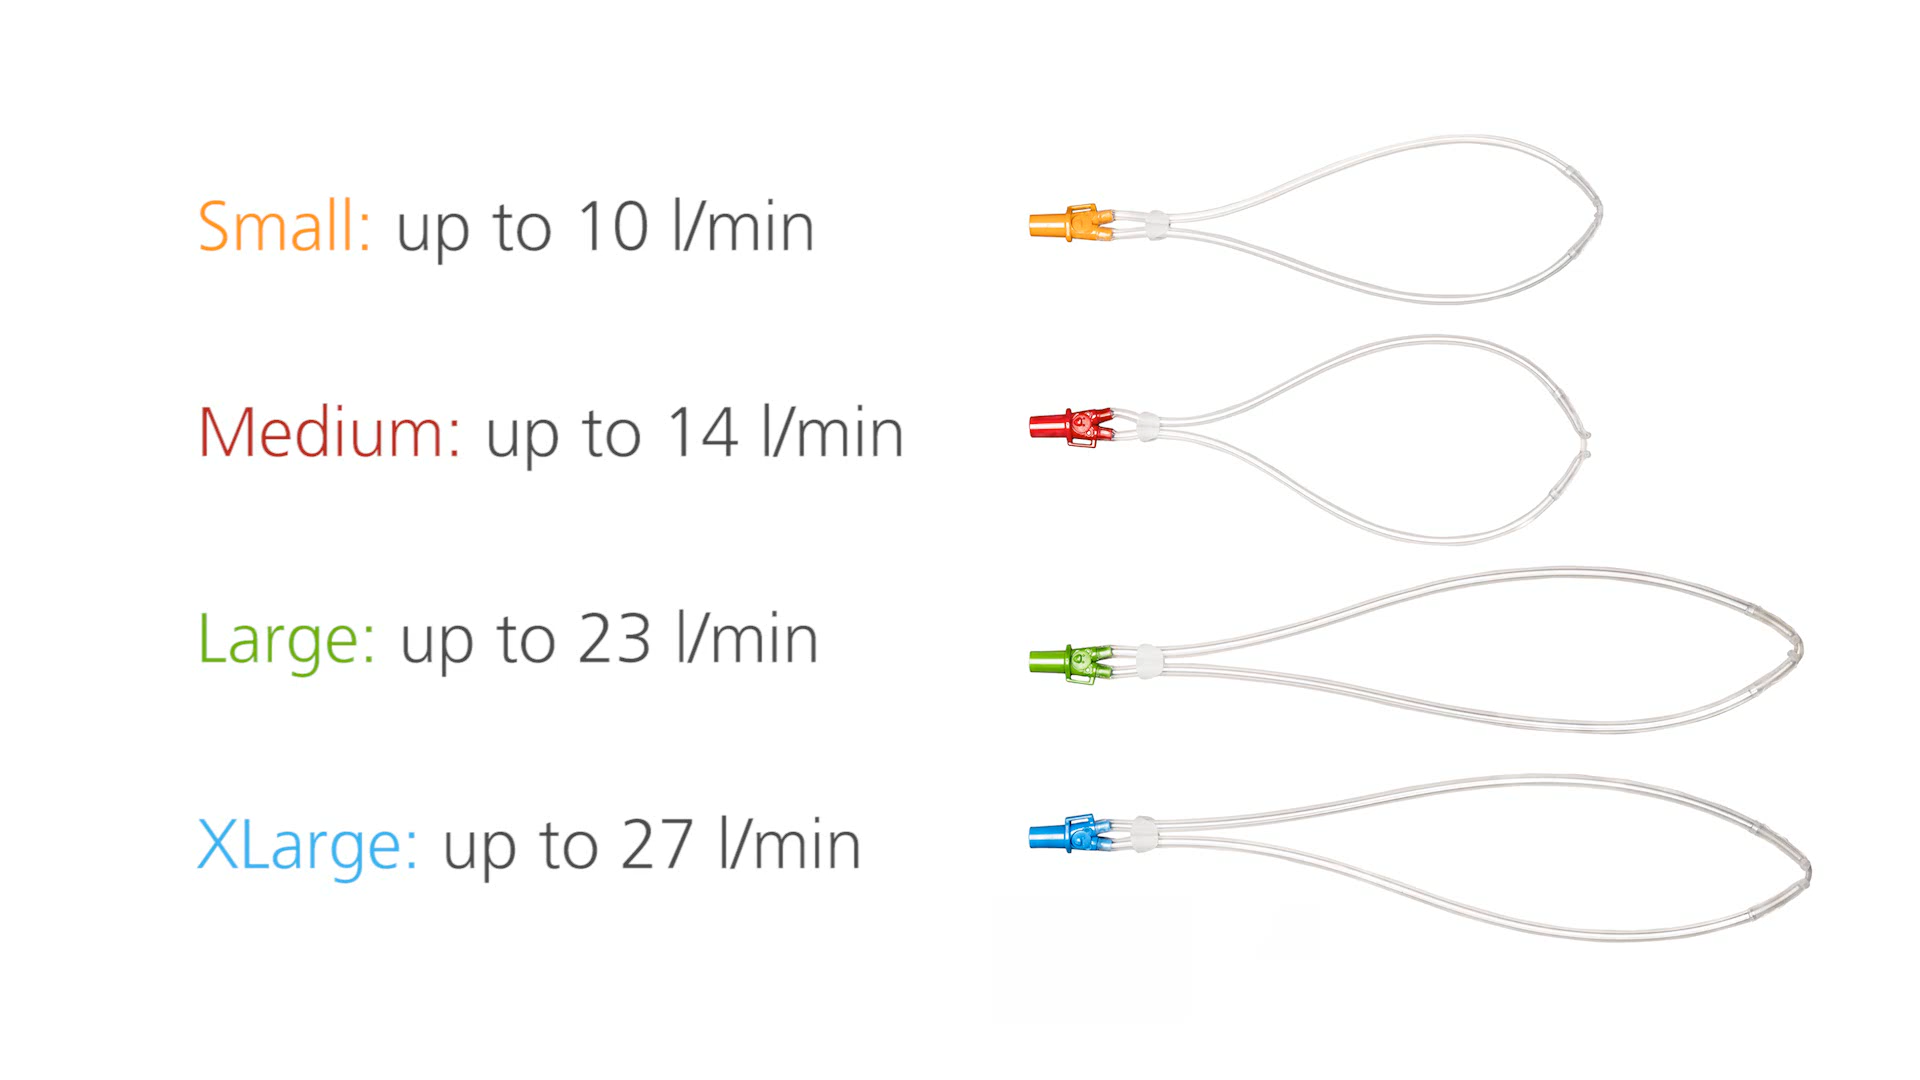 Small: up to 10 l/min
Medium: up to 14 l/min
Large: up to 23 l/min
XLarge: up to 27 l/min